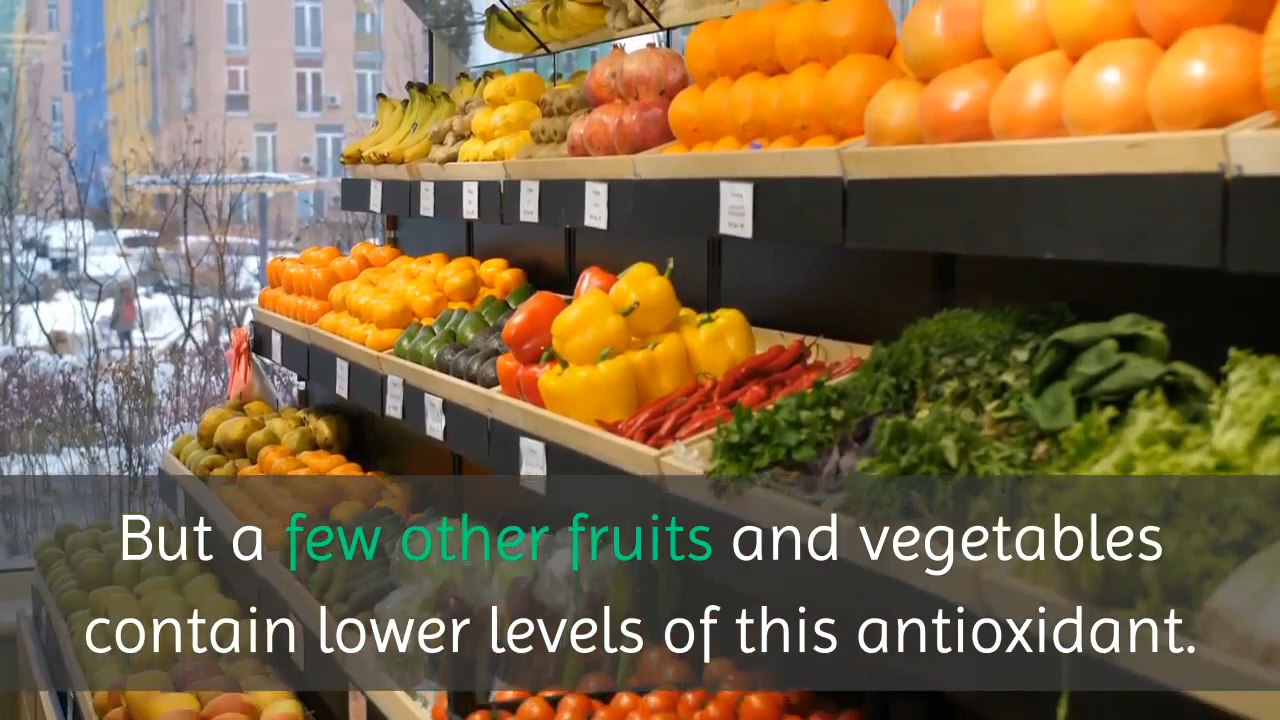 But a few other fruits and vegetables
contain lower levels of this antioxidant.